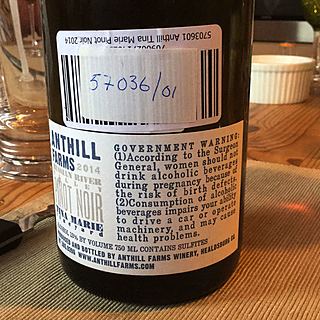 5703601 Anthill Tina Marie Pinot Noir 2014
57036/01
ANTHILL
FARMS
2014
NOIR
MARIE
GOVERNMENT WARNING:
(1)According to the Surgeon
General, women should not
drink alcoholic beverages
during pregnancy because of
the risk of birth defects.
(2)Consumption of alcoholic
beverages impairs your ability
to drive a car or operate
machinery, and may cause
health problems.
BY VOLUME 750 ML CONTAINS SULFITES
AND BOTTLED BY ANTHILL FARMS WINERY, HEALDSBURG CA.
WWW.ANTHILLFARMS.COM